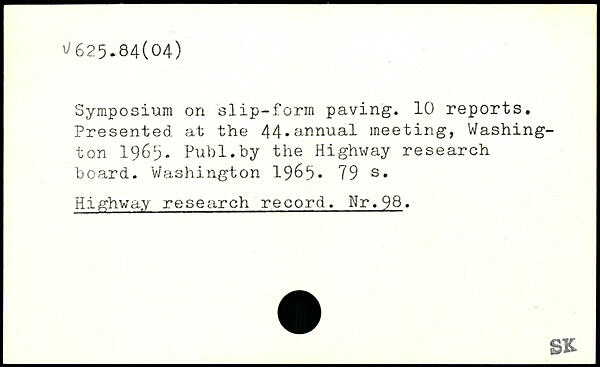 V 625.84(04)
Symposium on slip-form paving. 10 reports.
Presented at the 44.annual meeting, Washing-
ton 1965. Publ.by the Highway research
board. Washington 1965. 79 s.
Highway research record. Nr.98.
SK